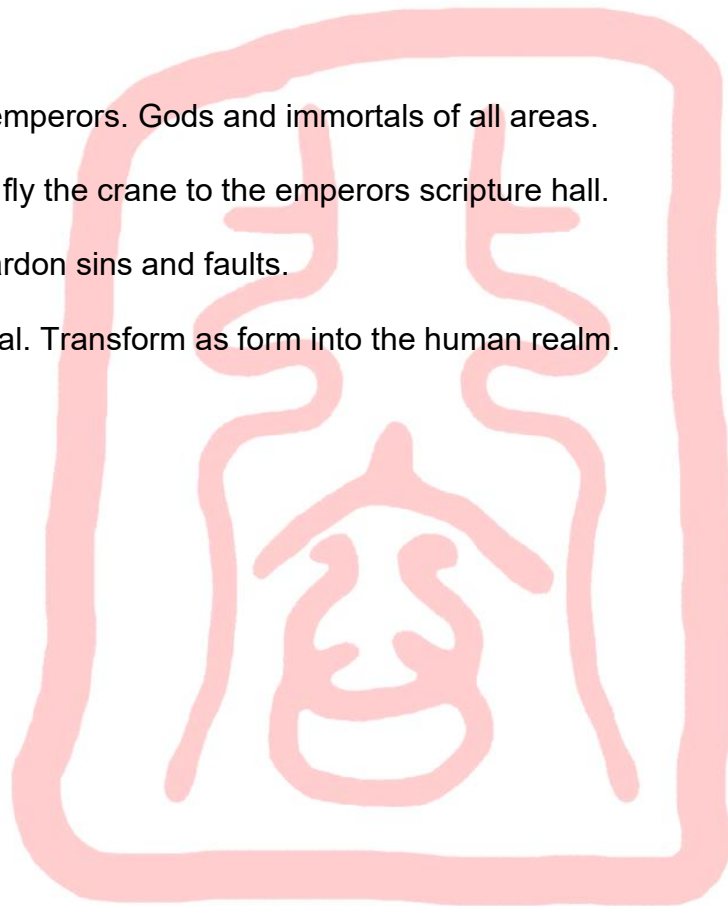 emperors. Gods and immortals of all areas.
fly the crane to the emperors scripture hall.
ardon sins and faults.
al. Transform as form into the human realm.